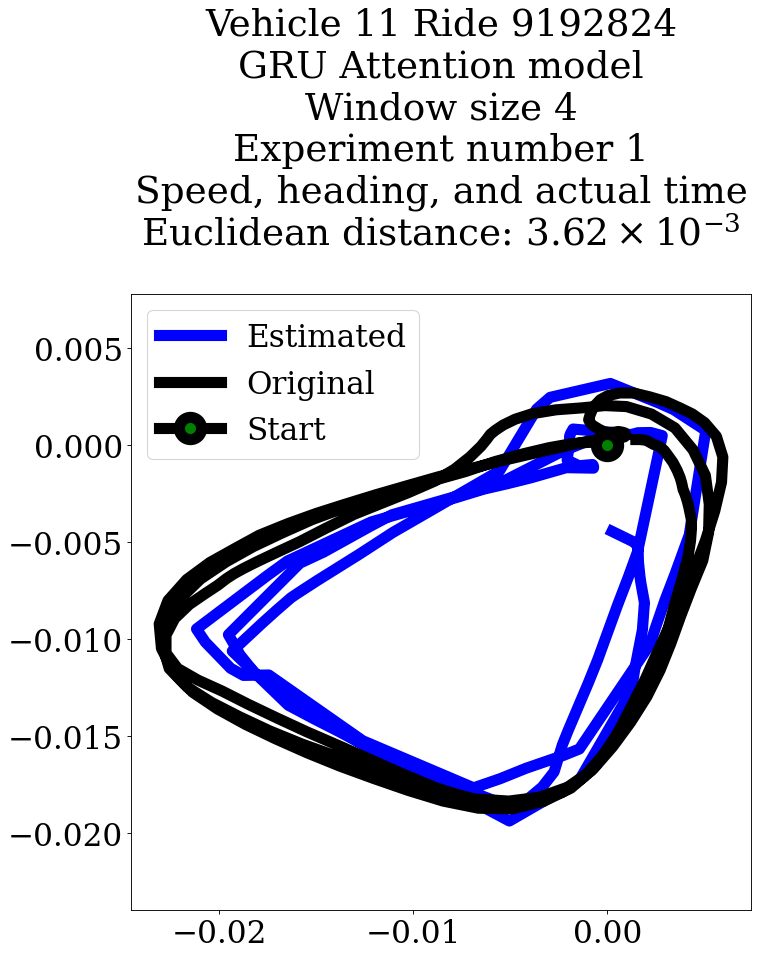 Vehicle 11 Ride 9192824
GRU Attention model
Window size 4
Experiment number 1
Speed, heading, and actual time
Euclidean distance: 3.62 × 10⁻³
Estimated
Original
Start
0.005
0.000
−0.005
−0.010
−0.015
−0.020
−0.02
−0.01
0.00